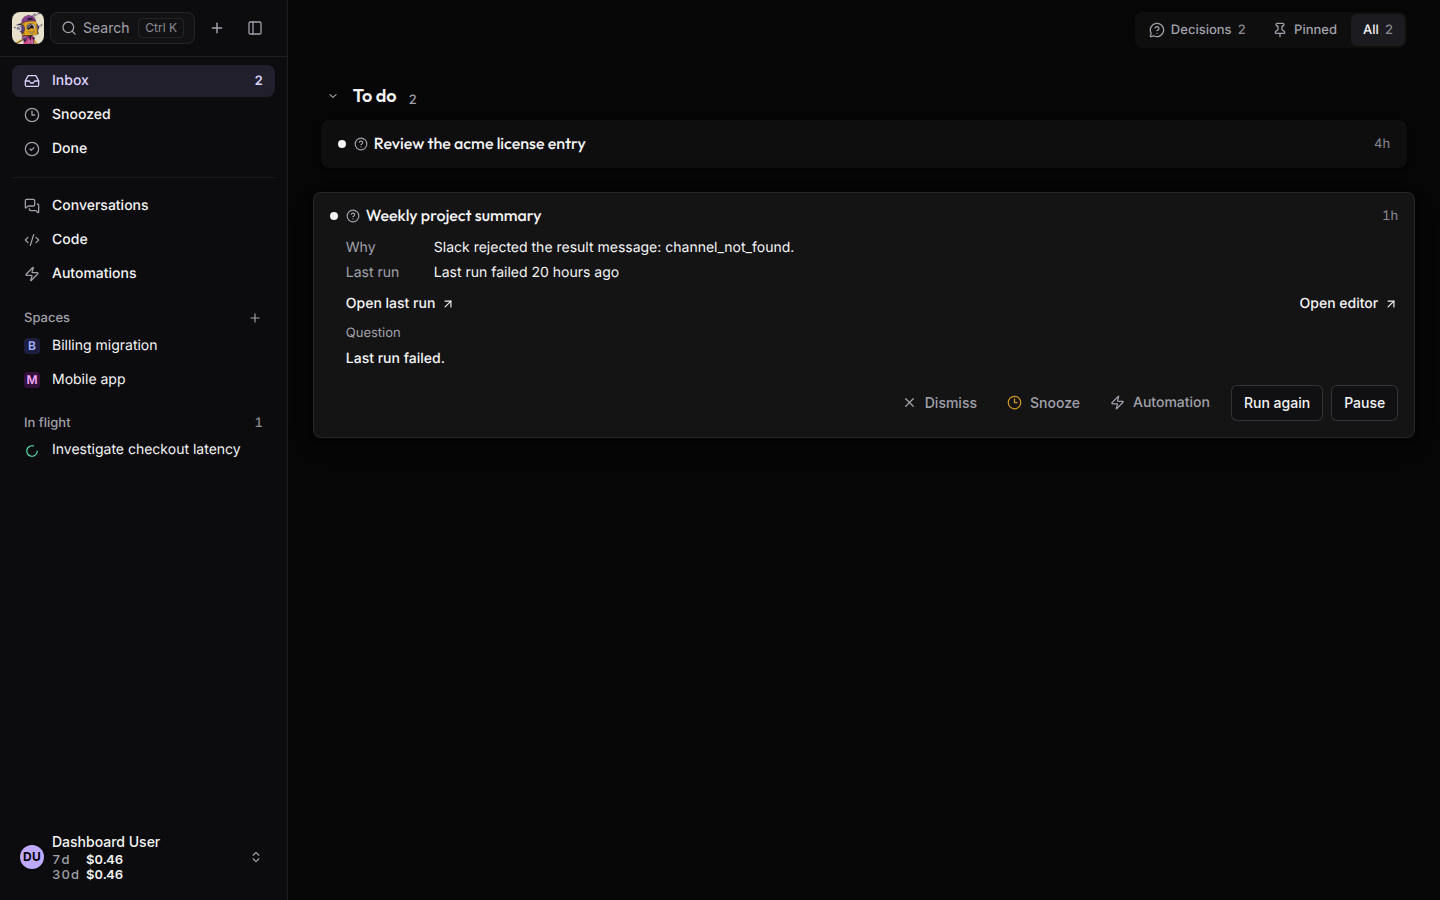 Search Ctrl K
Decisions 2 Pinned All 2
Inbox 2
Snoozed
Done
Conversations
Code
Automations
Spaces
B Billing migration
M Mobile app
In flight 1
Investigate checkout latency
DU Dashboard User
7d $0.46
30d $0.46
To do 2
Review the acme license entry 4h
Weekly project summary 1h
Why Slack rejected the result message: channel_not_found.
Last run Last run failed 20 hours ago
Open last run Open editor
Question
Last run failed.
Dismiss Snooze Automation Run again Pause